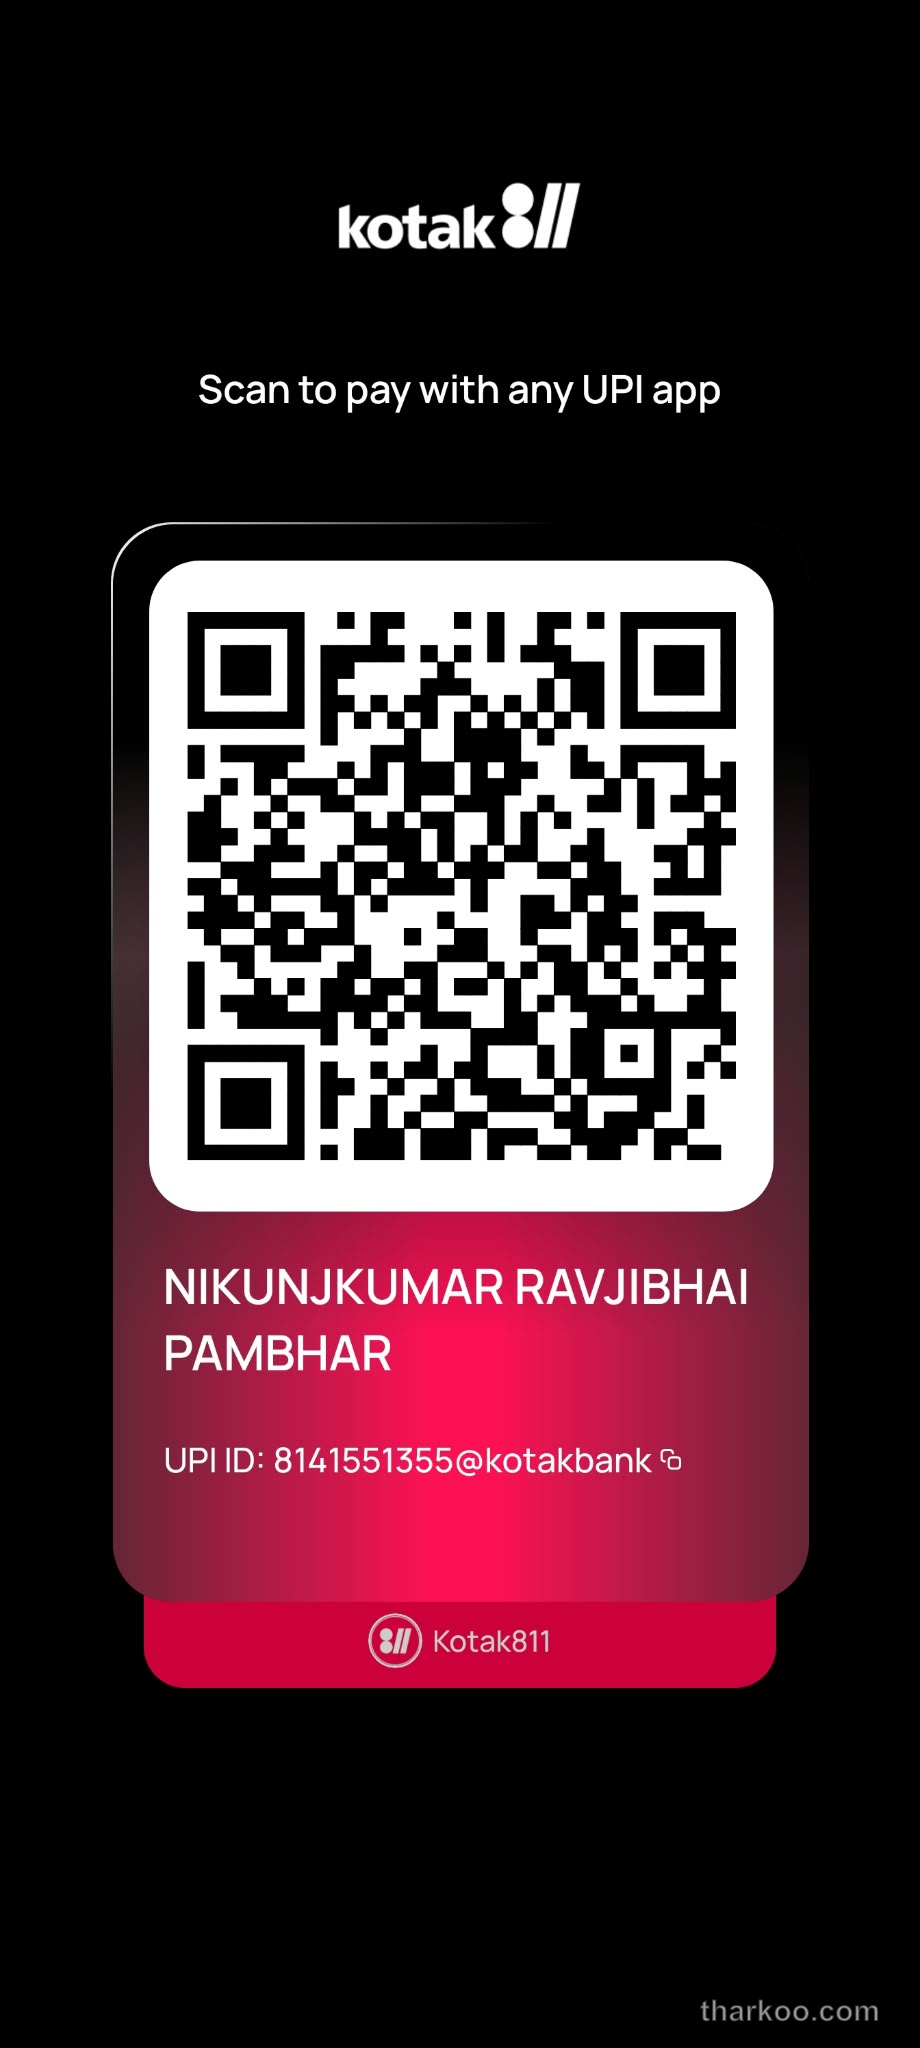 kotak811
Scan to pay with any UPI app
NIKUNJKUMAR RAVJIBHAI
PAMBHAR
UPI ID: 8141551355@kotakbank
Kotak811
tharkoo.com